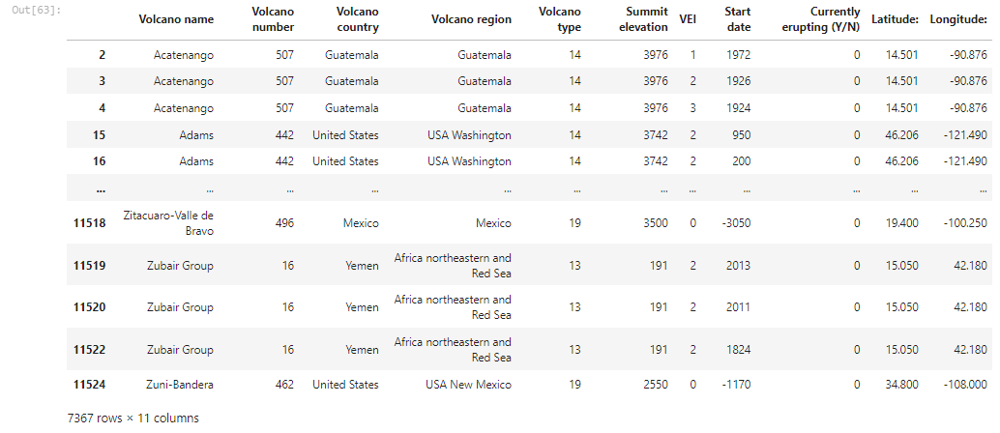 Out[63]:
Volcano name Volcano number Volcano country Volcano region Volcano type Summit elevation VEI Start date Currently erupting (Y/N) Latitude: Longitude:
2 Acatenango 507 Guatemala Guatemala 14 3976 1 1972 0 14.501 -90.876
3 Acatenango 507 Guatemala Guatemala 14 3976 2 1926 0 14.501 -90.876
4 Acatenango 507 Guatemala Guatemala 14 3976 3 1924 0 14.501 -90.876
15 Adams 442 United States USA Washington 14 3742 2 950 0 46.206 -121.490
16 Adams 442 United States USA Washington 14 3742 2 200 0 46.206 -121.490
... ... ... ... ... ... ... ... ... ... ... ...
11518 Zitacuaro-Valle de Bravo 496 Mexico Mexico 19 3500 0 -3050 0 19.400 -100.250
11519 Zubair Group 16 Yemen Africa northeastern and Red Sea 13 191 2 2013 0 15.050 42.180
11520 Zubair Group 16 Yemen Africa northeastern and Red Sea 13 191 2 2011 0 15.050 42.180
11522 Zubair Group 16 Yemen Africa northeastern and Red Sea 13 191 2 1824 0 15.050 42.180
11524 Zuni-Bandera 462 United States USA New Mexico 19 2550 0 -1170 0 34.800 -108.000
7367 rows × 11 columns